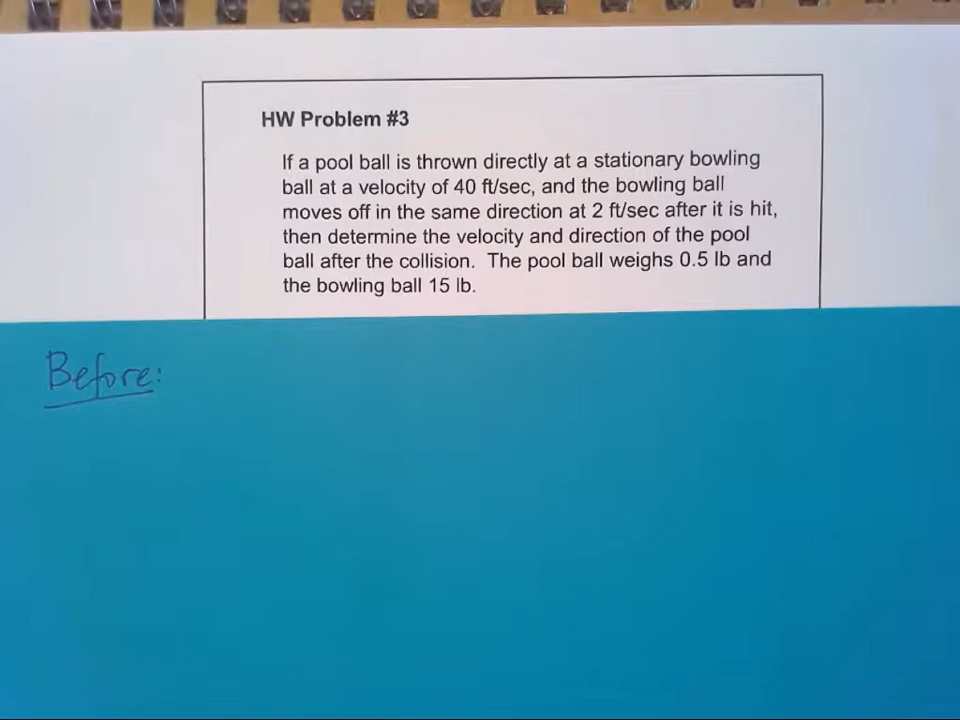 HW Problem #3
If a pool ball is thrown directly at a stationary bowling
ball at a velocity of 40 ft/sec, and the bowling ball
moves off in the same direction at 2 ft/sec after it is hit,
then determine the velocity and direction of the pool
ball after the collision.  The pool ball weighs 0.5 lb and
the bowling ball 15 lb.
Before: